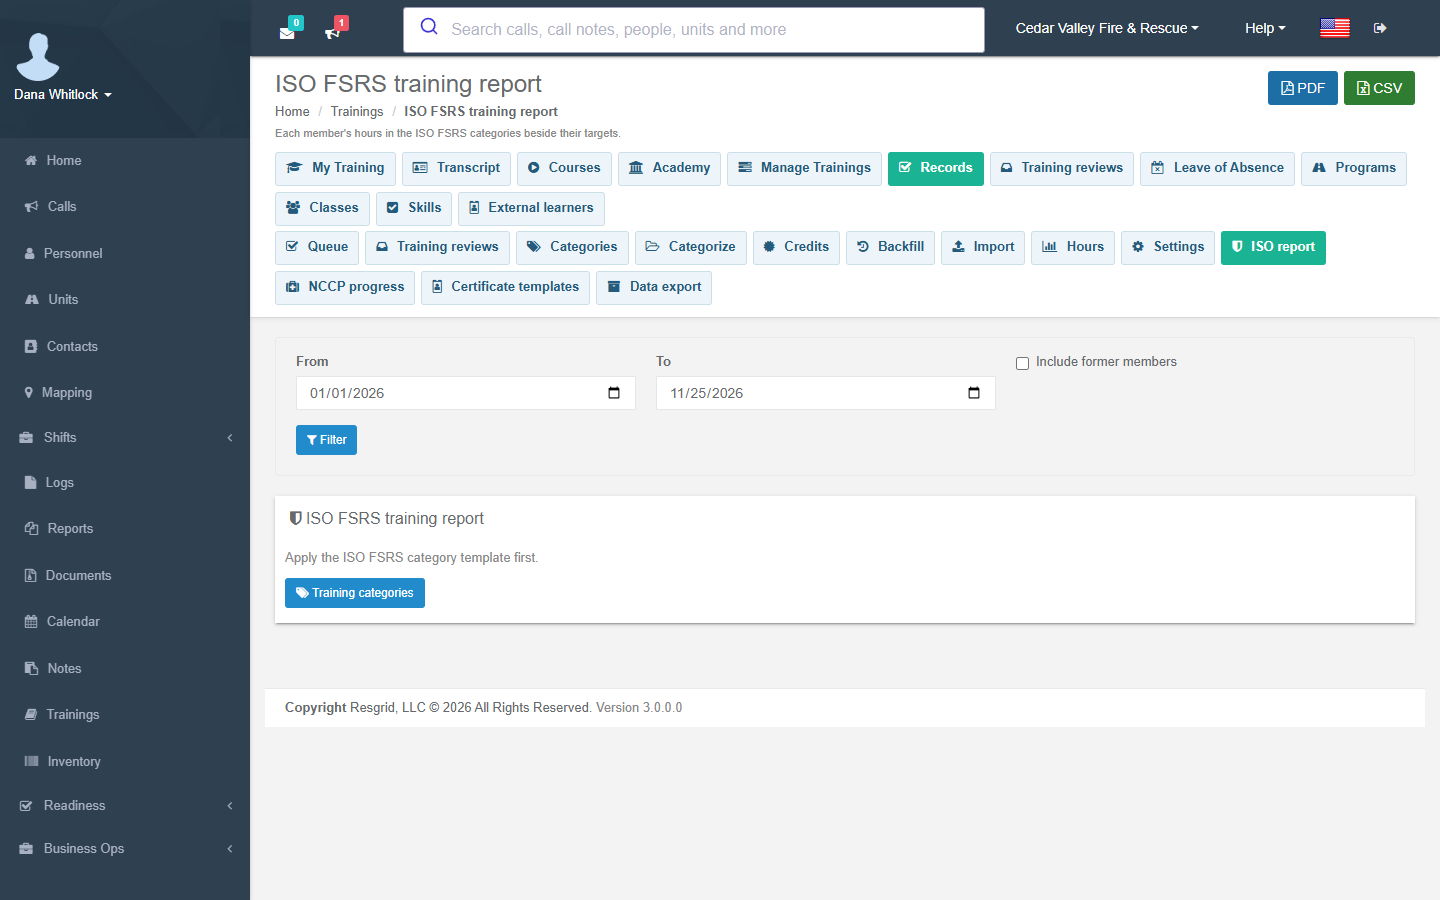 0
1
Search calls, call notes, people, units and more
Cedar Valley Fire & Rescue
Help
Dana Whitlock
Home
Calls
Personnel
Units
Contacts
Mapping
Shifts
Logs
Reports
Documents
Calendar
Notes
Trainings
Inventory
Readiness
Business Ops
ISO FSRS training report
PDF
CSV
Home / Trainings / ISO FSRS training report
Each member's hours in the ISO FSRS categories beside their targets.
My Training Transcript Courses Academy Manage Trainings Records Training reviews Leave of Absence Programs
Classes Skills External learners
Queue Training reviews Categories Categorize Credits Backfill Import Hours Settings ISO report
NCCP progress Certificate templates Data export
From
To
Include former members
01/01/2026
11/25/2026
Filter
ISO FSRS training report
Apply the ISO FSRS category template first.
Training categories
Copyright Resgrid, LLC © 2026 All Rights Reserved. Version 3.0.0.0